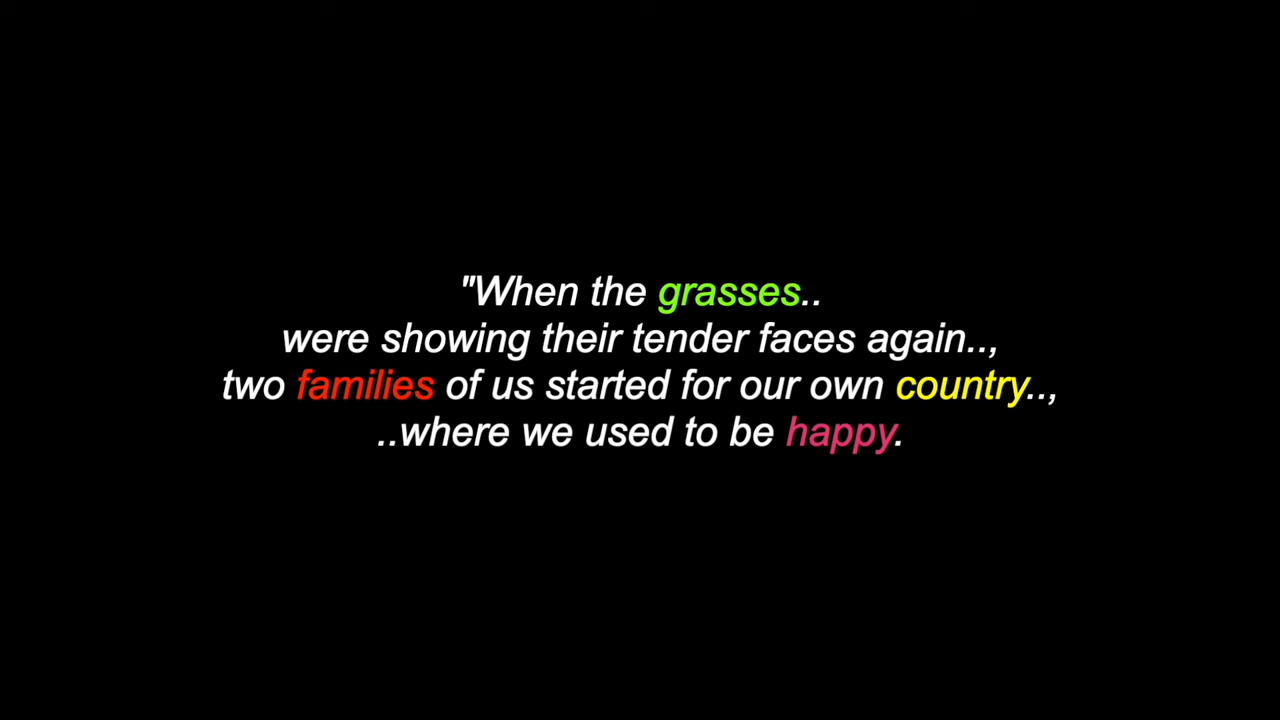 "When the grasses..
were showing their tender faces again..,
two families of us started for our own country..,
..where we used to be happy.